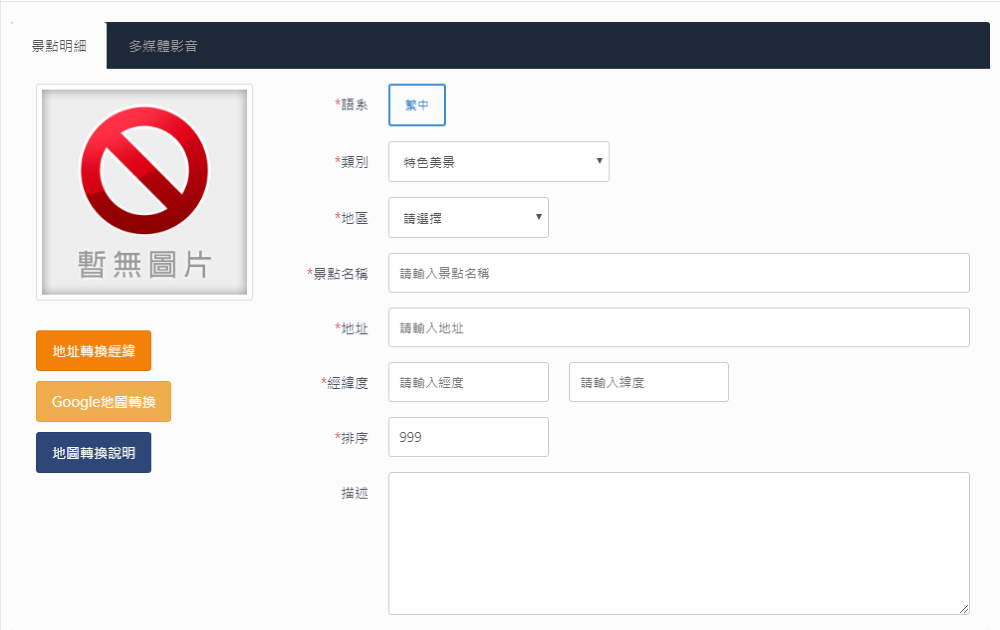 景點明細
多媒體影音
暫無圖片
地址轉換經緯
Google地圖轉換
地圖轉換說明
*語系
繁中
*類別
特色美景
*地區
請選擇
*景點名稱
請輸入景點名稱
*地址
請輸入地址
*經緯度
請輸入經度
請輸入緯度
*排序
999
描述